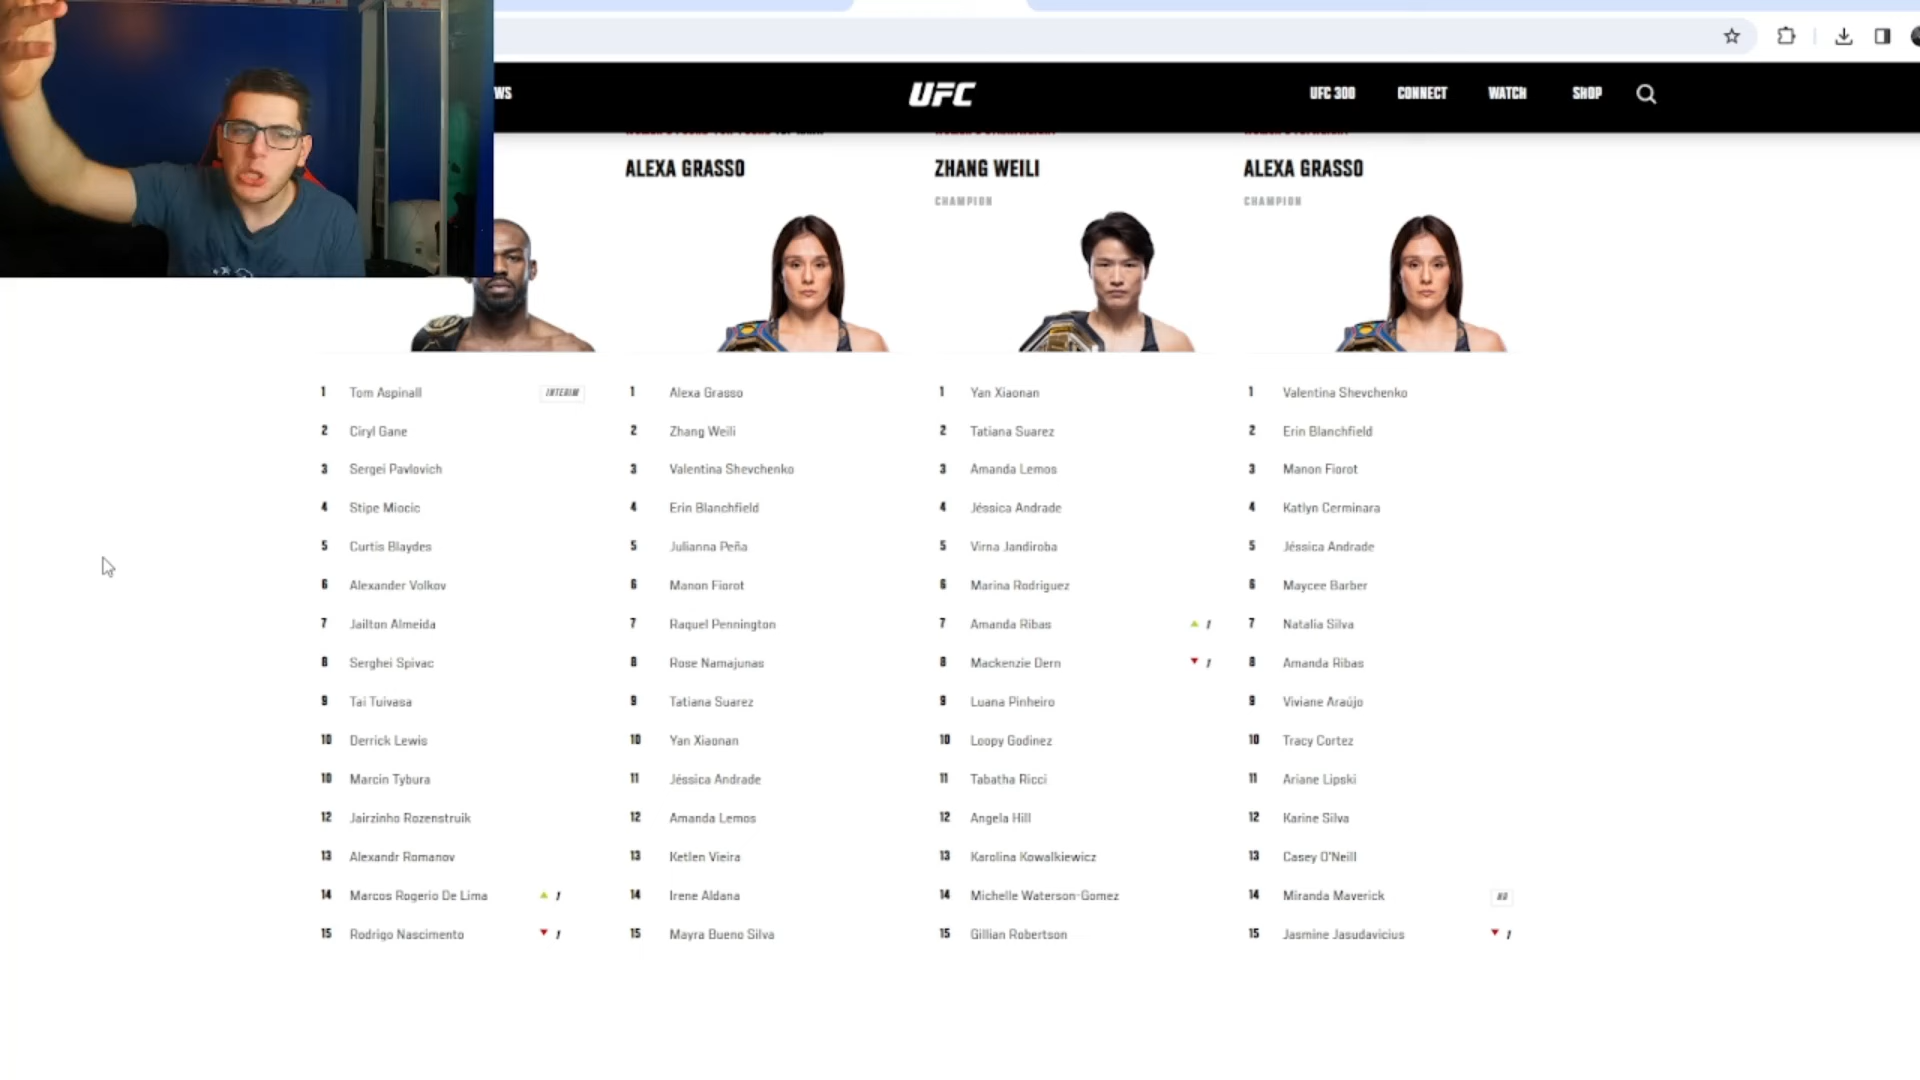 WS
UFC
UFC 300
CONNECT
WATCH
SHOP
ALEXA GRASSO
ZHANG WEILI
CHAMPION
ALEXA GRASSO
CHAMPION
1 Tom Aspinall INTERIM
2 Ciryl Gane
3 Sergei Pavlovich
4 Stipe Miocic
5 Curtis Blaydes
6 Alexander Volkov
7 Jailton Almeida
8 Serghei Spivac
9 Tai Tuivasa
10 Derrick Lewis
10 Marcin Tybura
12 Jairzinho Rozenstruik
13 Alexandr Romanov
14 Marcos Rogerio De Lima 1
15 Rodrigo Nascimento 1
1 Alexa Grasso
2 Zhang Weili
3 Valentina Shevchenko
4 Erin Blanchfield
5 Julianna Peña
6 Manon Fiorot
7 Raquel Pennington
8 Rose Namajunas
9 Tatiana Suarez
10 Yan Xiaonan
11 Jéssica Andrade
12 Amanda Lemos
13 Ketlen Vieira
14 Irene Aldana
15 Mayra Bueno Silva
1 Yan Xiaonan
2 Tatiana Suarez
3 Amanda Lemos
4 Jéssica Andrade
5 Virna Jandiroba
6 Marina Rodriguez
7 Amanda Ribas 1
8 Mackenzie Dern 1
9 Luana Pinheiro
10 Loopy Godinez
11 Tabatha Ricci
12 Angela Hill
13 Karolina Kowalkiewicz
14 Michelle Waterson-Gomez
15 Gillian Robertson
1 Valentina Shevchenko
2 Erin Blanchfield
3 Manon Fiorot
4 Katlyn Cerminara
5 Jéssica Andrade
6 Maycee Barber
7 Natalia Silva
8 Amanda Ribas
9 Viviane Araújo
10 Tracy Cortez
11 Ariane Lipski
12 Karine Silva
13 Casey O'Neill
14 Miranda Maverick
15 Jasmine Jasudavicius 1